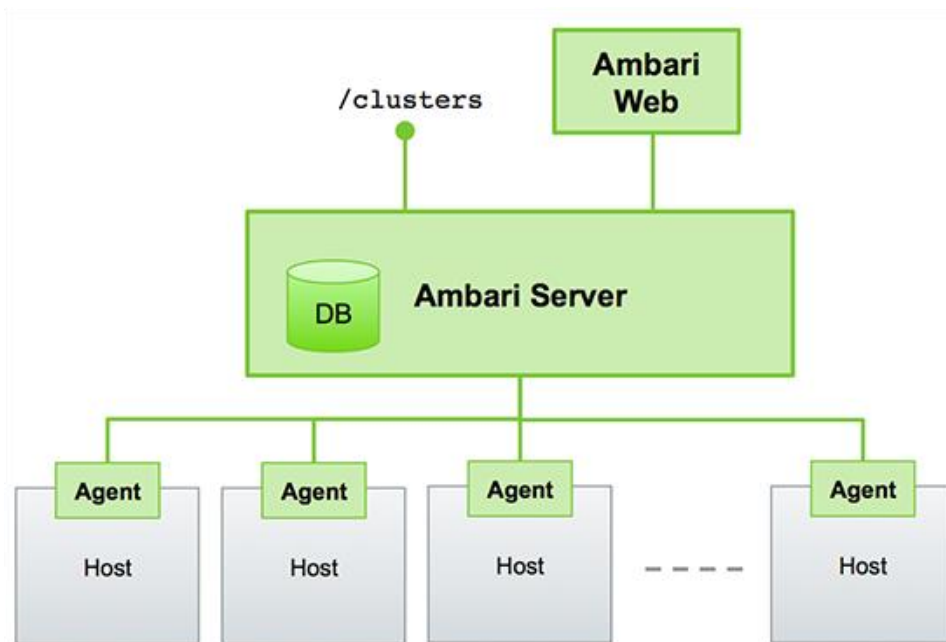 Ambari
Web
/clusters
DB
Ambari Server
Agent
Agent
Agent
Agent
Host
Host
Host
Host